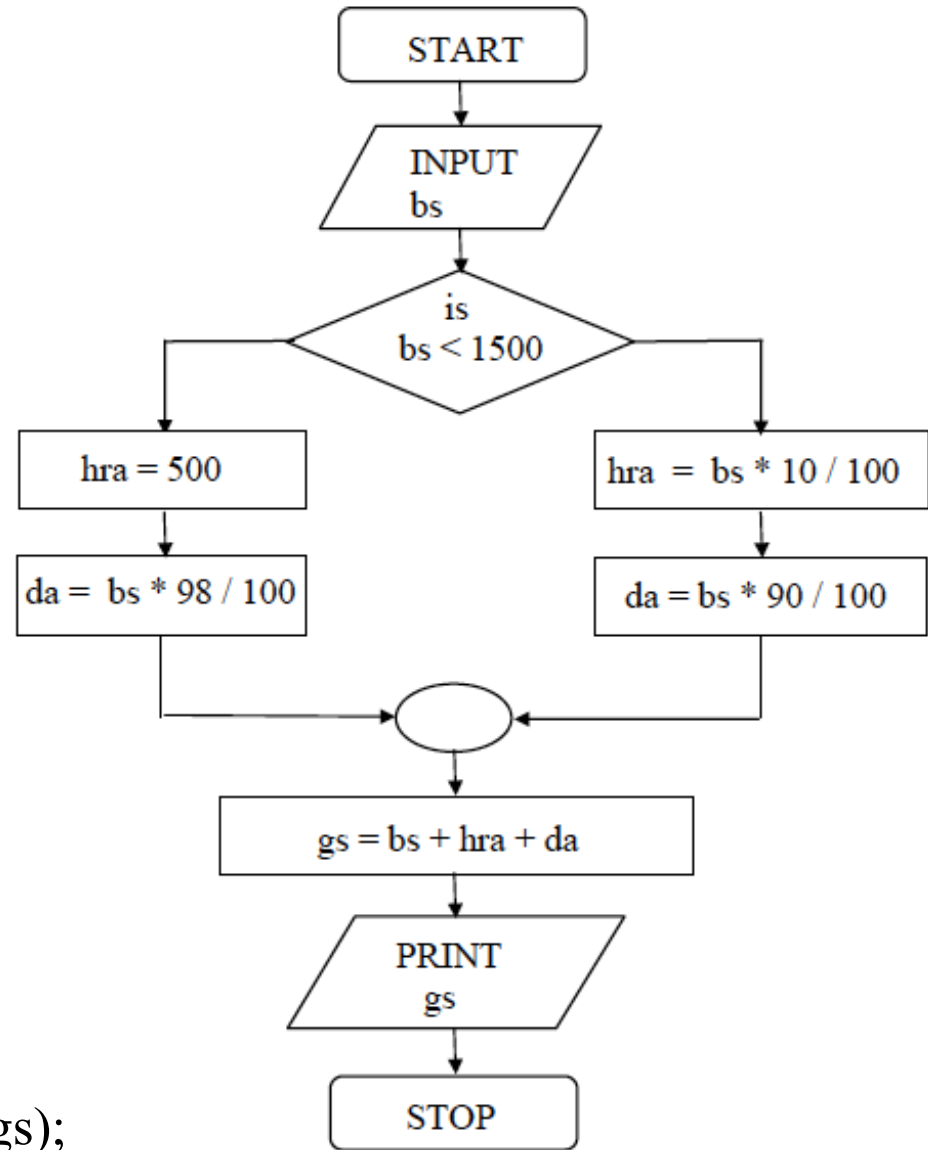 START
INPUT
bs
is
bs < 1500
hra = 500
da = bs * 98 / 100
hra = bs * 10 / 100
da = bs * 90 / 100
gs = bs + hra + da
PRINT
gs
STOP
gs);